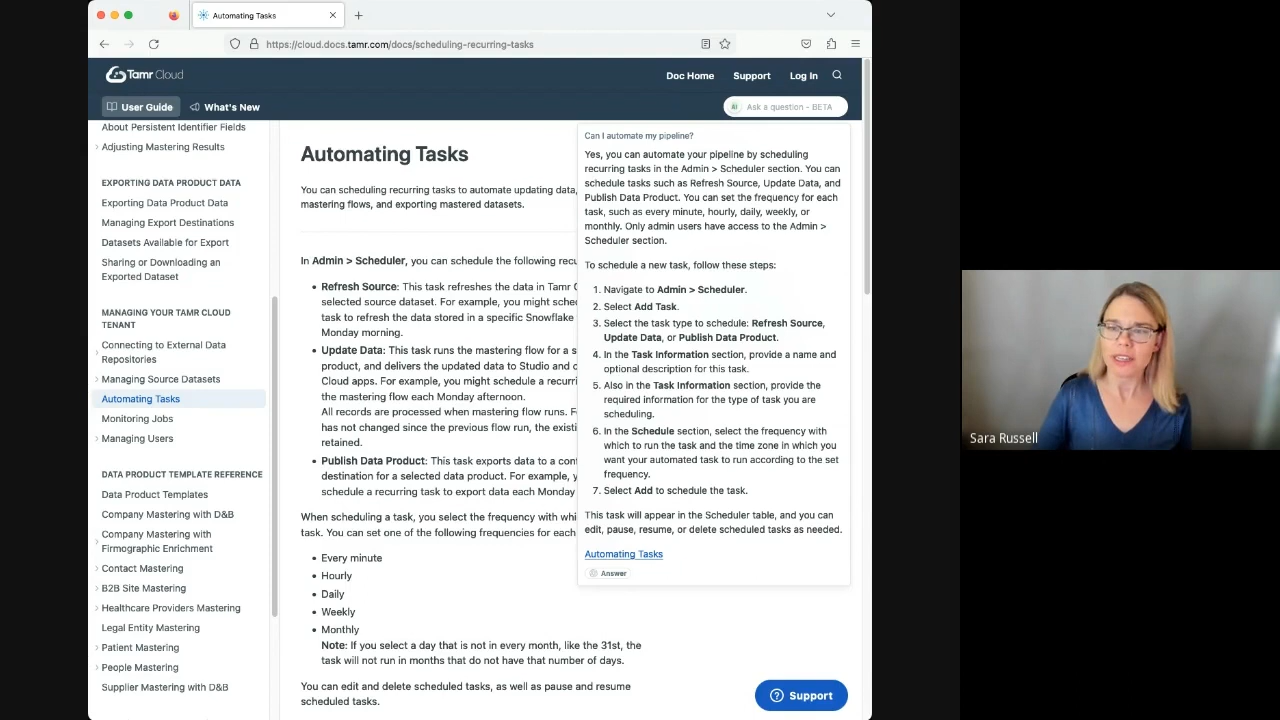 Automating Tasks
https://cloud.docs.tamr.com/docs/scheduling-recurring-tasks
Tamr Cloud
Doc Home
Support
Log In
User Guide
What's New
Ask a question - BETA
About Persistent Identifier Fields
Adjusting Mastering Results
EXPORTING DATA PRODUCT DATA
Exporting Data Product Data
Managing Export Destinations
Datasets Available for Export
Sharing or Downloading an
Exported Dataset
MANAGING YOUR TAMR CLOUD
TENANT
Connecting to External Data
Repositories
Managing Source Datasets
Automating Tasks
Monitoring Jobs
Managing Users
DATA PRODUCT TEMPLATE REFERENCE
Data Product Templates
Company Mastering with D&B
Company Mastering with
Firmographic Enrichment
Contact Mastering
B2B Site Mastering
Healthcare Providers Mastering
Legal Entity Mastering
Patient Mastering
People Mastering
Supplier Mastering with D&B
Automating Tasks
You can scheduling recurring tasks to automate updating data,
mastering flows, and exporting mastered datasets.
In Admin > Scheduler, you can schedule the following recu
• Refresh Source: This task refreshes the data in Tamr C
selected source dataset. For example, you might sched
task to refresh the data stored in a specific Snowflake
Monday morning.
• Update Data: This task runs the mastering flow for a s
product, and delivers the updated data to Studio and
Cloud apps. For example, you might schedule a recurri
the mastering flow each Monday afternoon.
All records are processed when mastering flow runs. F
has not changed since the previous flow run, the exist
retained.
• Publish Data Product: This task exports data to a con
destination for a selected data product. For example, y
schedule a recurring task to export data each Monday
When scheduling a task, you select the frequency with whi
task. You can set one of the following frequencies for each
• Every minute
• Hourly
• Daily
• Weekly
• Monthly
Note: If you select a day that is not in every month, like the 31st, the
task will not run in months that do not have that number of days.
You can edit and delete scheduled tasks, as well as pause and resume
scheduled tasks.
Can I automate my pipeline?
Yes, you can automate your pipeline by scheduling
recurring tasks in the Admin > Scheduler section. You can
schedule tasks such as Refresh Source, Update Data, and
Publish Data Product. You can set the frequency for each
task, such as every minute, hourly, daily, weekly, or
monthly. Only admin users have access to the Admin >
Scheduler section.
To schedule a new task, follow these steps:
1. Navigate to Admin > Scheduler.
2. Select Add Task.
3. Select the task type to schedule: Refresh Source,
Update Data, or Publish Data Product.
4. In the Task Information section, provide a name and
optional description for this task.
5. Also in the Task Information section, provide the
required information for the type of task you are
scheduling.
6. In the Schedule section, select the frequency with
which to run the task and the time zone in which you
want your automated task to run according to the set
frequency.
7. Select Add to schedule the task.
This task will appear in the Scheduler table, and you can
edit, pause, resume, or delete scheduled tasks as needed.
Automating Tasks
Answer
Support
Sara Russell